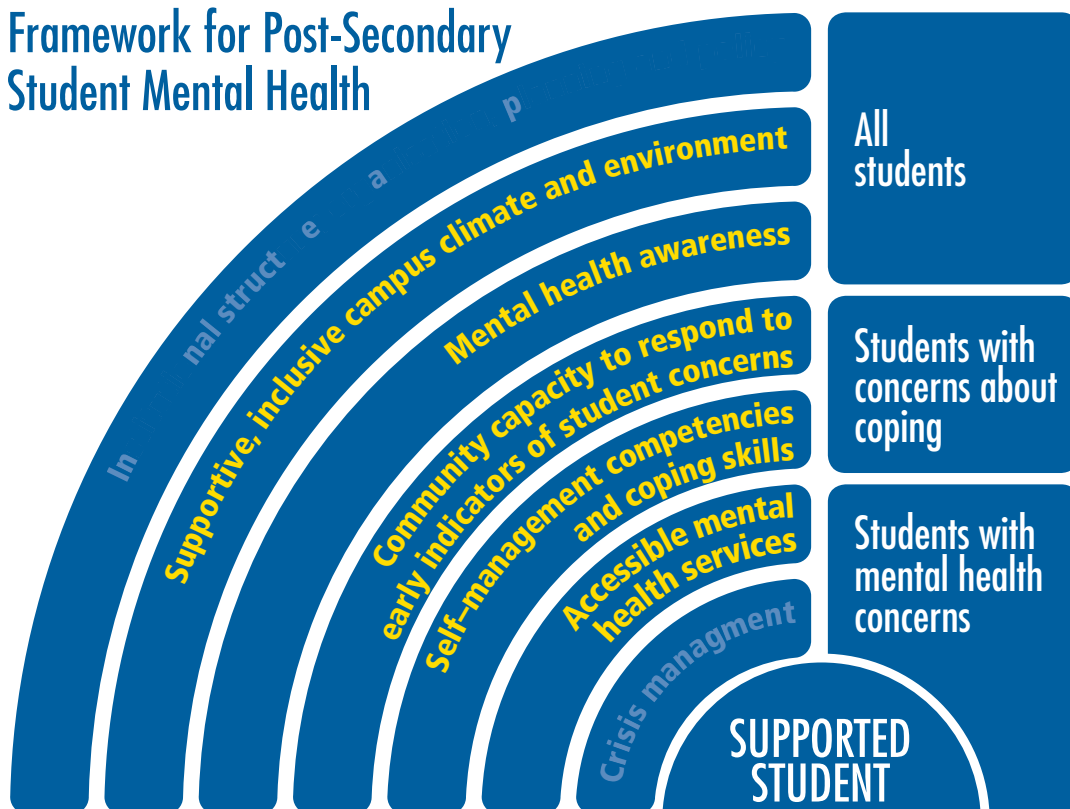 Framework for Post-Secondary
Student Mental Health
Supportive, inclusive campus climate and environment
Mental health awareness
Community capacity to respond to
early indicators of student concerns
Self-management competencies
and coping skills
Accessible mental
health services
Crisis managment
SUPPORTED
STUDENT
All
students
Students with
concerns about
coping
Students with
mental health
concerns